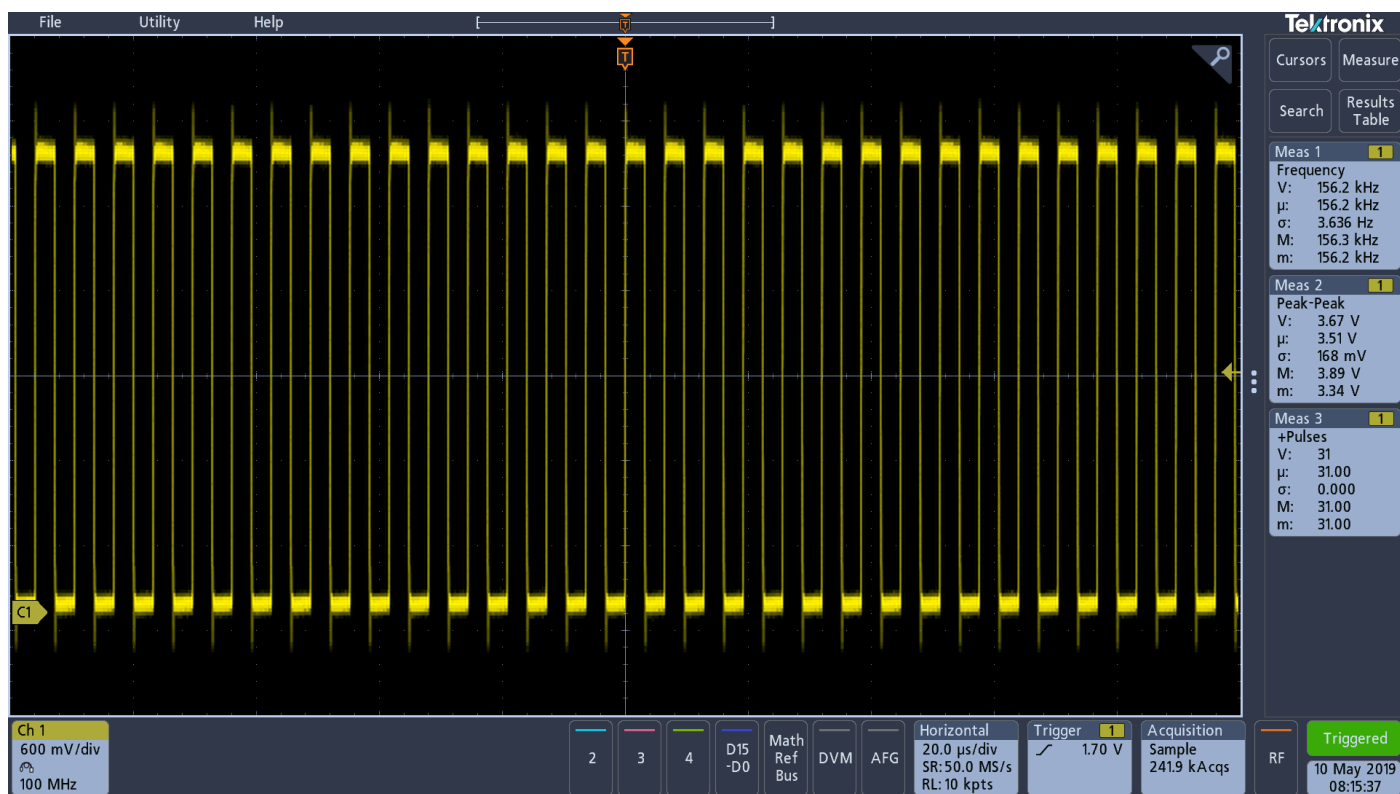 File Utility Help
T
T
Tektronix
Cursors Measure
Search Results Table
Meas 1 1
Frequency
V: 156.2 kHz
μ: 156.2 kHz
σ: 3.636 Hz
M: 156.3 kHz
m: 156.2 kHz
Meas 2 1
Peak-Peak
V: 3.67 V
μ: 3.51 V
σ: 168 mV
M: 3.89 V
m: 3.34 V
Meas 3 1
+Pulses
V: 31
μ: 31.00
σ: 0.000
M: 31.00
m: 31.00
C1
Ch 1
600 mV/div
100 MHz
2
3
4
D15
-D0
Math
Ref
Bus
DVM
AFG
Horizontal
20.0 μs/div
SR: 50.0 MS/s
RL: 10 kpts
Trigger 1
1.70 V
Acquisition
Sample
241.9 kAcqs
RF
Triggered
10 May 2019
08:15:37